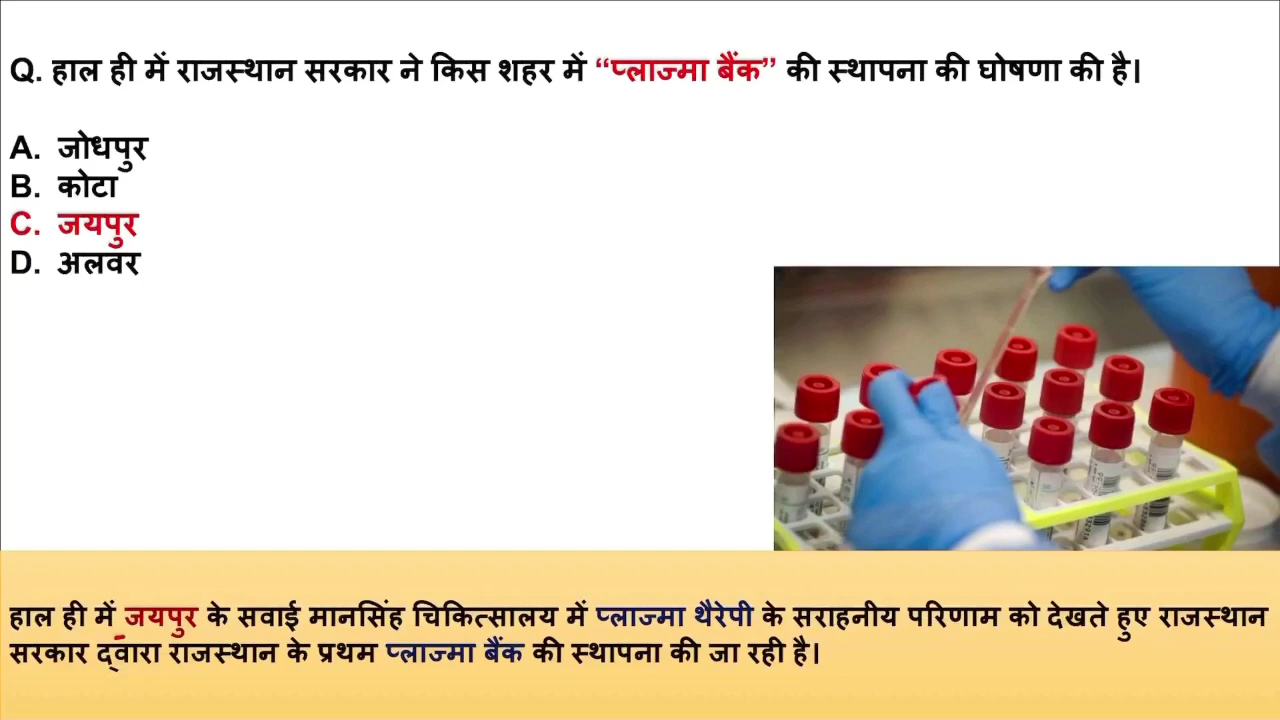 Q. हाल ही में राजस्थान सरकार ने किस शहर में “प्लाज्मा बैंक” की स्थापना की घोषणा की है।
A. जोधपुर
B. कोटा
C. जयपुर
D. अलवर
हाल ही में जयपुर के सवाई मानसिंह चिकित्सालय में प्लाज्मा थैरेपी के सराहनीय परिणाम को देखते हुए राजस्थान
सरकार द्वारा राजस्थान के प्रथम प्लाज्मा बैंक की स्थापना की जा रही है।